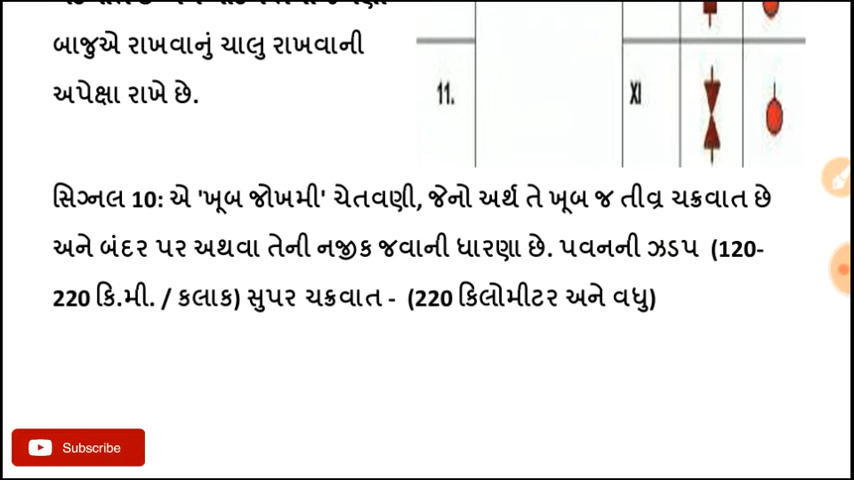 બાજુએ રાખવાનું ચાલુ રાખવાની
અપેક્ષા રાખે છે.
11.
XI
સિગ્નલ 10: એ 'ખૂબ જોખમી' ચેતવણી, જેનો અર્થ તે ખૂબ જ તીવ્ર ચક્રવાત છે
અને બંદર પર અથવા તેની નજીક જવાની ધારણા છે. પવનની ઝડપ (120-
220 કિ.મી. / કલાક) સુપર ચક્રવાત - (220 કિલોમીટર અને વધુ)
Subscribe